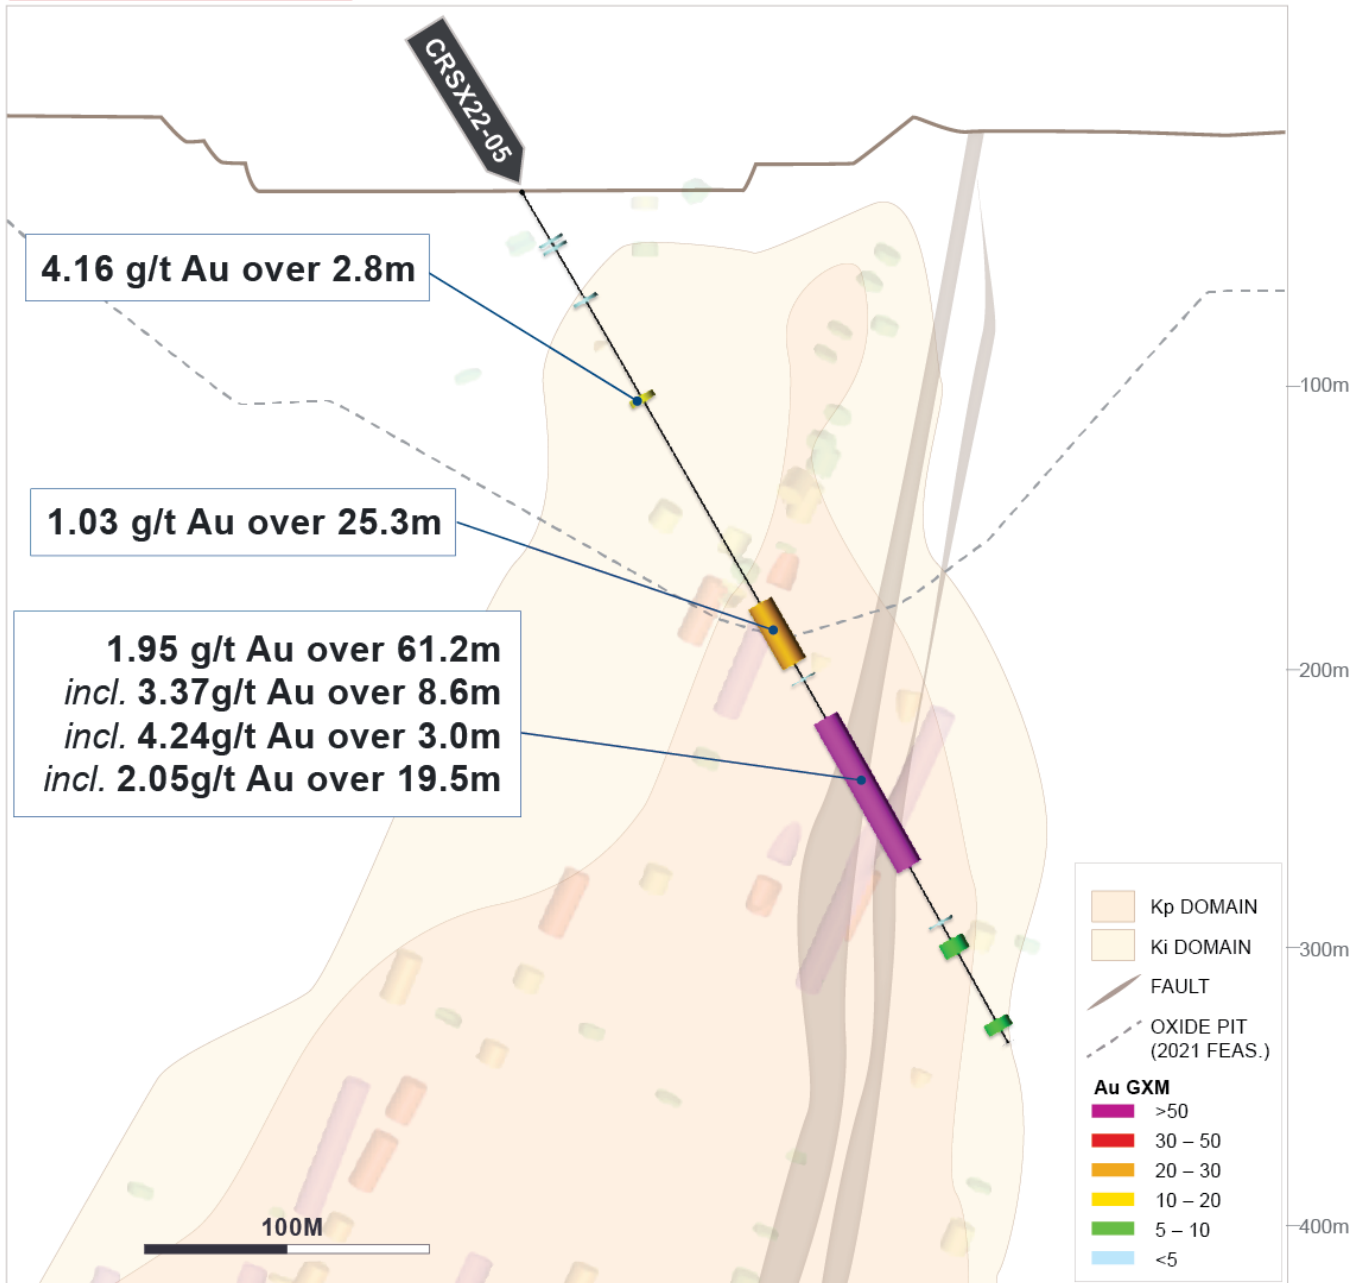 CRSX22-05
4.16 g/t Au over 2.8m
1.03 g/t Au over 25.3m
1.95 g/t Au over 61.2m
incl. 3.37g/t Au over 8.6m
incl. 4.24g/t Au over 3.0m
incl. 2.05g/t Au over 19.5m
100m
200m
300m
400m
Kp DOMAIN
Ki DOMAIN
FAULT
OXIDE PIT
(2021 FEAS.)
Au GXM
>50
30 – 50
20 – 30
10 – 20
5 – 10
<5
100M